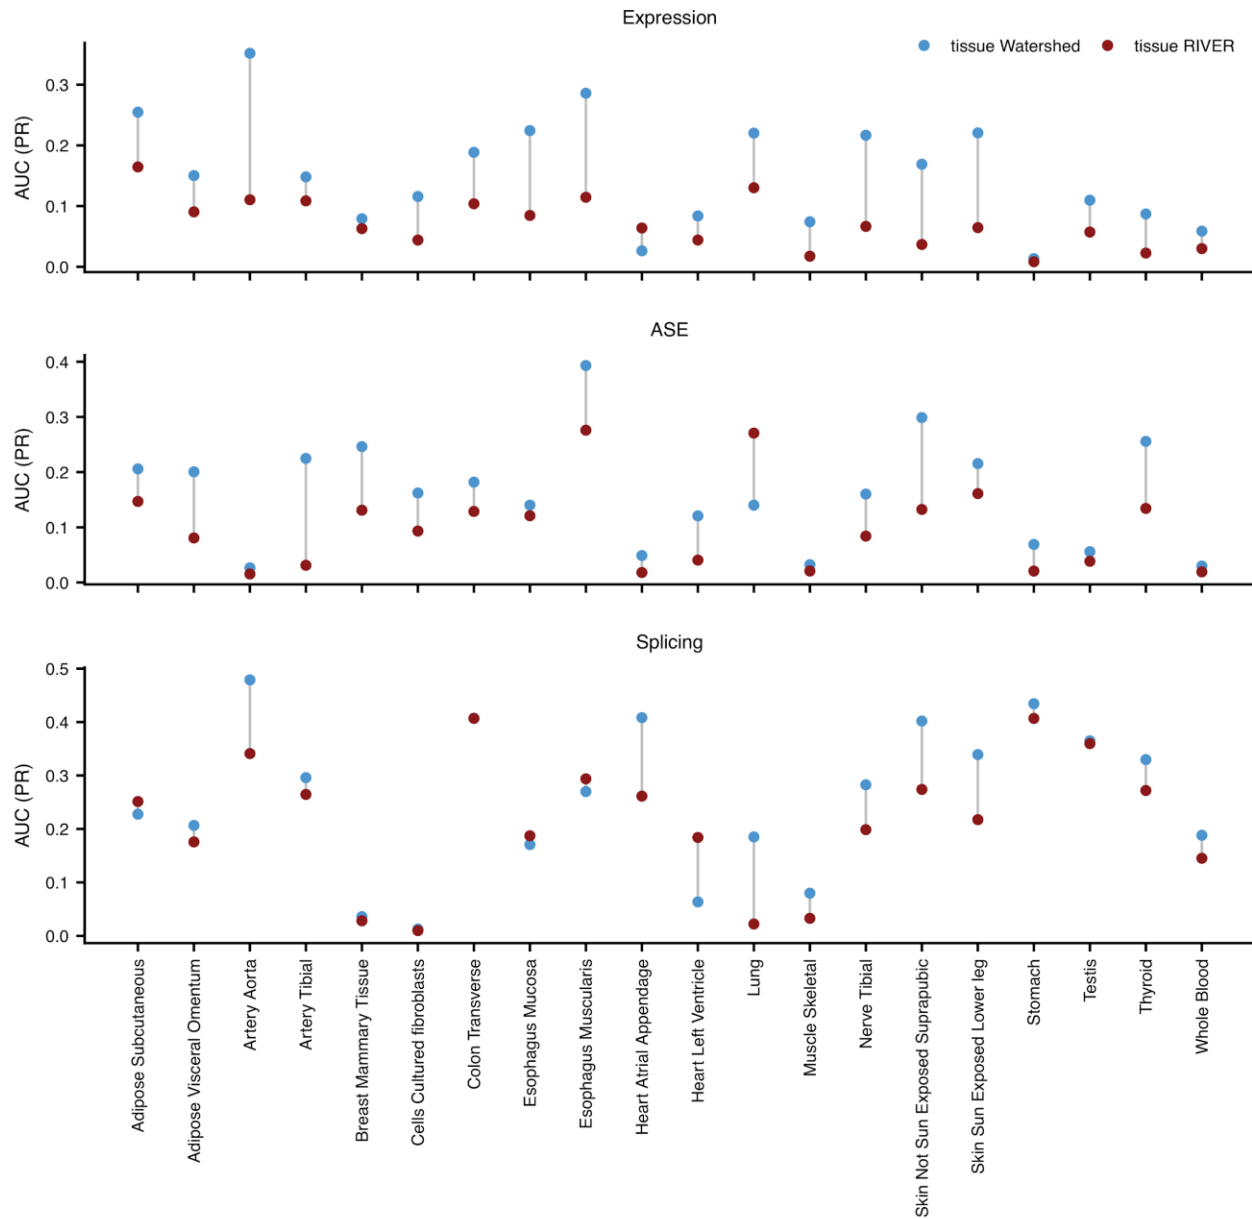 Expression
tissue Watershed
tissue RIVER
AUC (PR)
0.3
0.2
0.1
0.0
ASE
AUC (PR)
0.4
0.3
0.2
0.1
0.0
Splicing
AUC (PR)
0.5
0.4
0.3
0.2
0.1
0.0
Adipose Subcutaneous
Adipose Visceral Omentum
Artery Aorta
Artery Tibial
Breast Mammary Tissue
Cells Cultured fibroblasts
Colon Transverse
Esophagus Mucosa
Esophagus Muscularis
Heart Atrial Appendage
Heart Left Ventricle
Lung
Muscle Skeletal
Nerve Tibial
Skin Not Sun Exposed Suprapubic
Skin Sun Exposed Lower leg
Stomach
Testis
Thyroid
Whole Blood